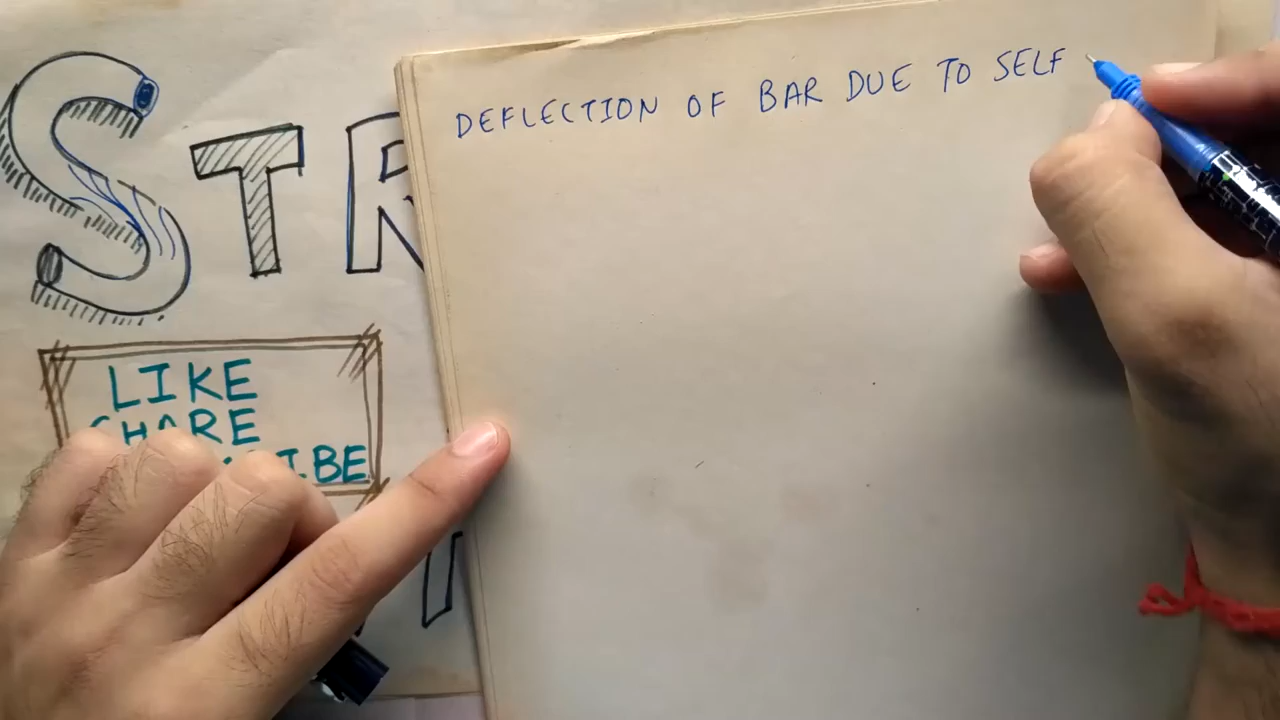 DEFLECTION OF BAR DUE TO SELF
STR
LIKE
SHARE